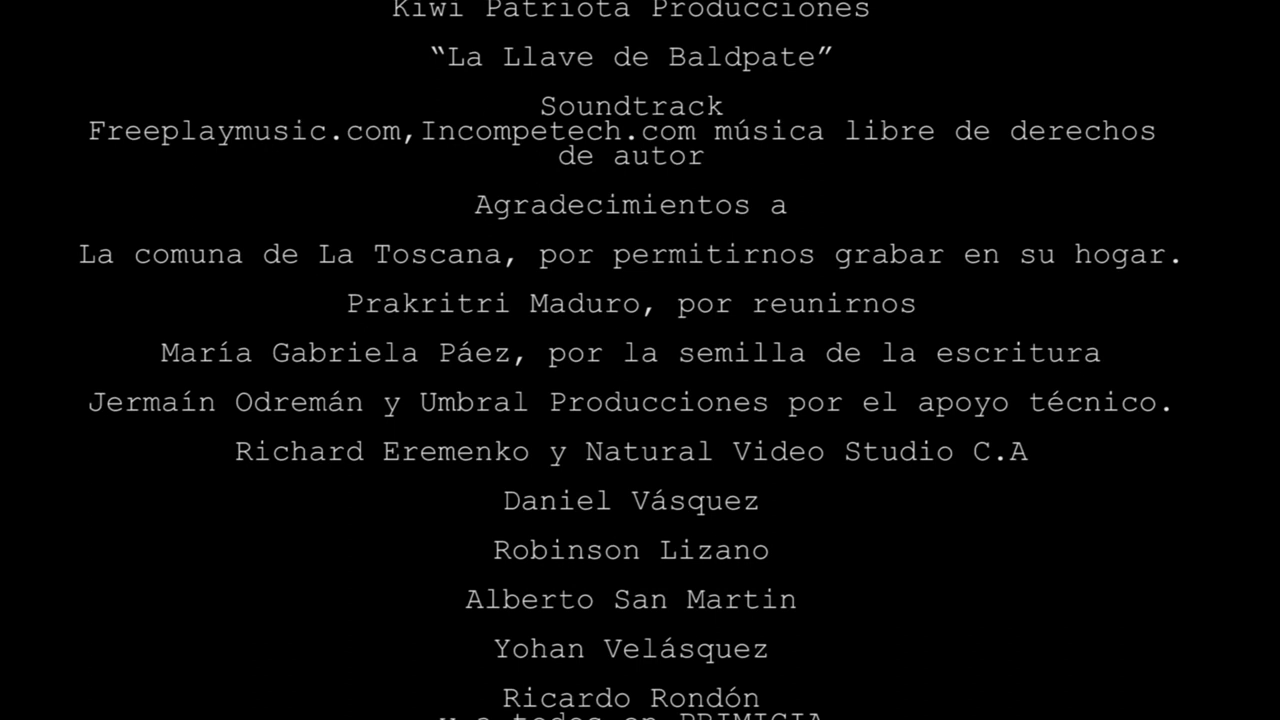 Kiwi Patriota Producciones
“La Llave de Baldpate”
Soundtrack
Freeplaymusic.com,Incompetech.com música libre de derechos
de autor
Agradecimientos a
La comuna de La Toscana, por permitirnos grabar en su hogar.
Prakritri Maduro, por reunirnos
María Gabriela Páez, por la semilla de la escritura
Jermaín Odremán y Umbral Producciones por el apoyo técnico.
Richard Eremenko y Natural Video Studio C.A
Daniel Vásquez
Robinson Lizano
Alberto San Martin
Yohan Velásquez
Ricardo Rondón
y a todos en PRIMICIA